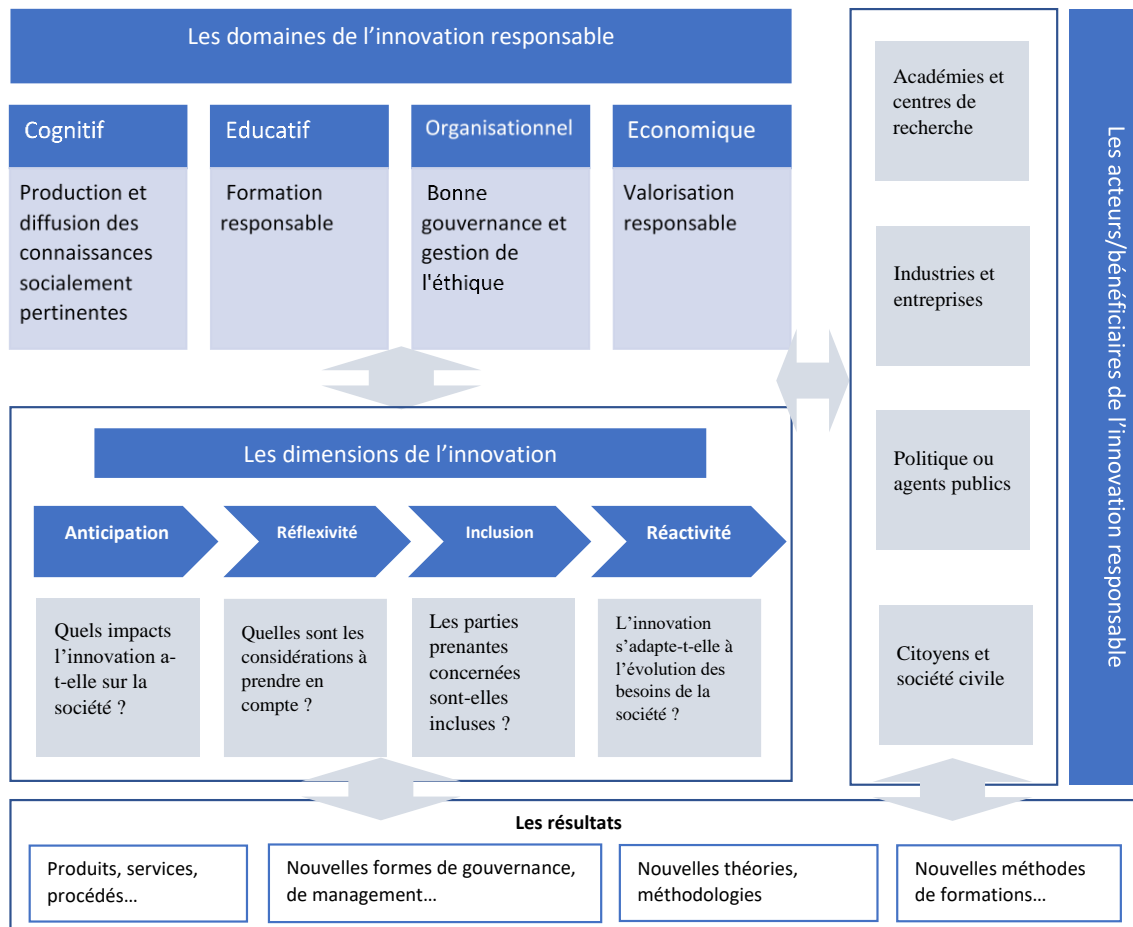 Les domaines de l’innovation responsable
Cognitif
Production et
diffusion des
connaissances
socialement
pertinentes
Educatif
Formation
responsable
Organisationnel
Bonne
gouvernance et
gestion de
l'éthique
Economique
Valorisation
responsable
Les dimensions de l’innovation
Anticipation
Réflexivité
Inclusion
Réactivité
Quels impacts
l’innovation a-
t-elle sur la
société ?
Quelles sont les
considérations à
prendre en
compte ?
Les parties
prenantes
concernées
sont-elles
incluses ?
L’innovation
s’adapte-t-elle à
l’évolution des
besoins de la
société ?
Académies et
centres de
recherche
Industries et
entreprises
Politique ou
agents publics
Citoyens et
société civile
Les acteurs/bénéficiaires de l’innovation responsable
Les résultats
Produits, services,
procédés…
Nouvelles formes de gouvernance,
de management…
Nouvelles théories,
méthodologies
Nouvelles méthodes
de formations…